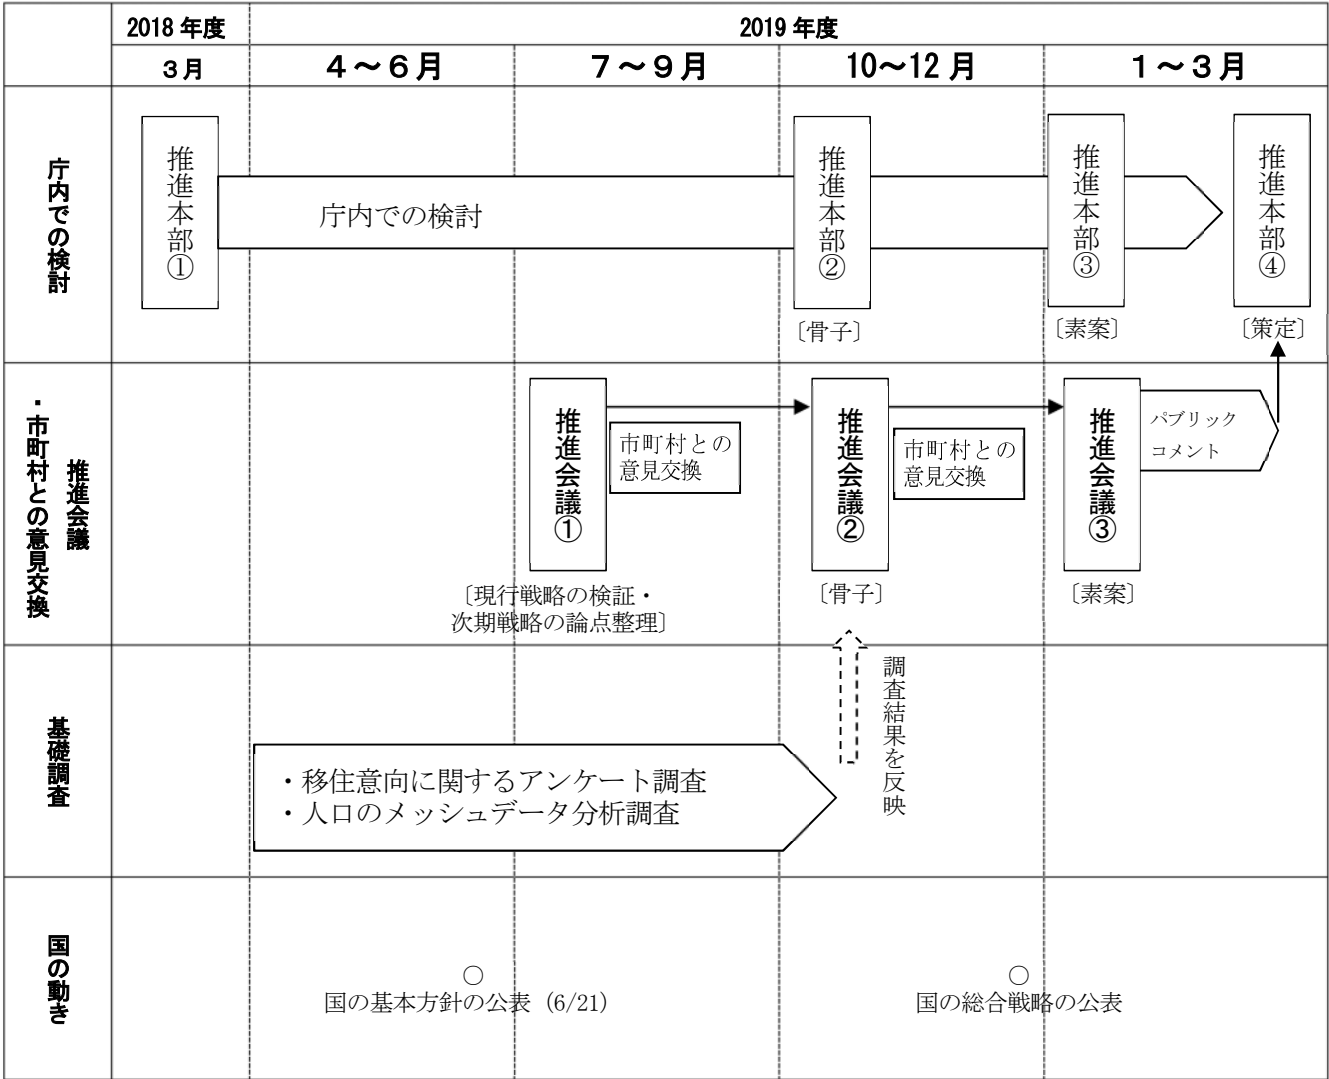 2018 年度
2019 年度
３月
４～６月
７～９月
10～12 月
１～３月
庁内での検討
推進本部①
庁内での検討
推進本部②
〔骨子〕
推進本部③
〔素案〕
推進本部④
〔策定〕
推進会議
・市町村との意見交換
推進会議①
〔現行戦略の検証・
次期戦略の論点整理〕
市町村との
意見交換
推進会議②
〔骨子〕
市町村との
意見交換
推進会議③
〔素案〕
パブリック
コメント
基礎調査
・移住意向に関するアンケート調査
・人口のメッシュデータ分析調査
調査結果を反映
国の動き
○
国の基本方針の公表（6/21）
○
国の総合戦略の公表